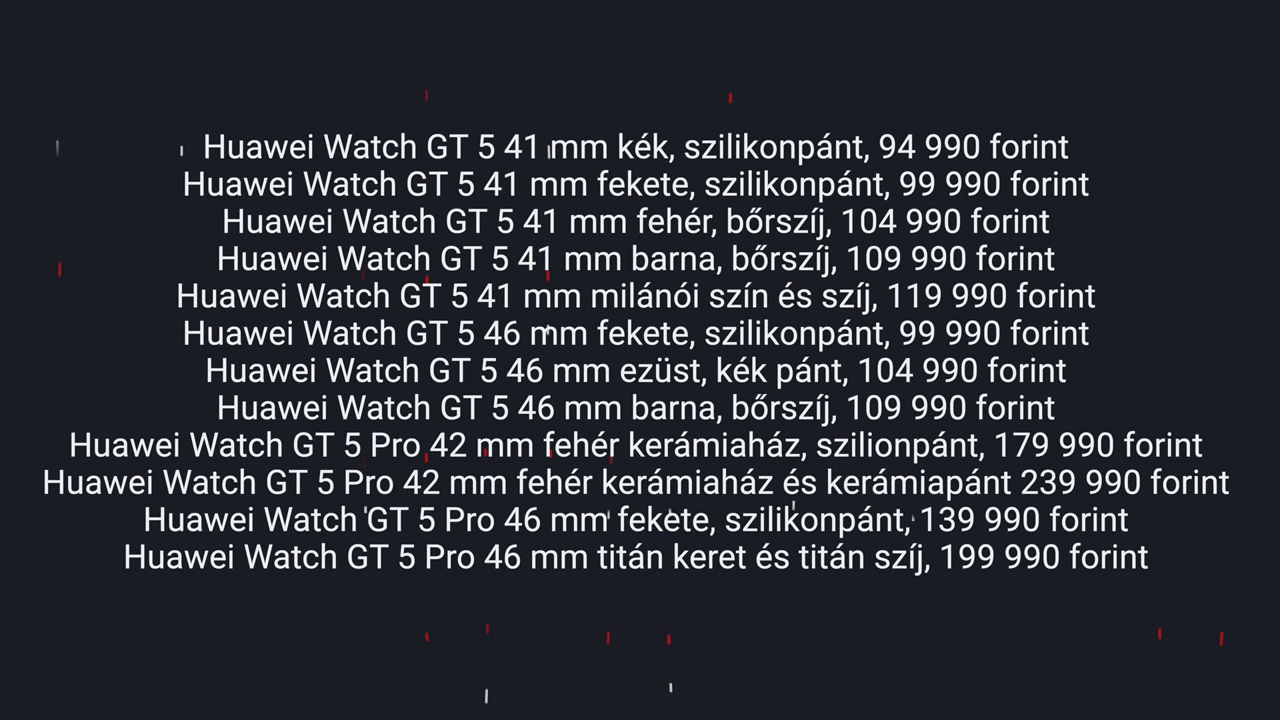 Huawei Watch GT 5 41 mm kék, szilikonpánt, 94 990 forint
Huawei Watch GT 5 41 mm fekete, szilikonpánt, 99 990 forint
Huawei Watch GT 5 41 mm fehér, bőrszíj, 104 990 forint
Huawei Watch GT 5 41 mm barna, bőrszíj, 109 990 forint
Huawei Watch GT 5 41 mm milánói szín és szíj, 119 990 forint
Huawei Watch GT 5 46 mm fekete, szilikonpánt, 99 990 forint
Huawei Watch GT 5 46 mm ezüst, kék pánt, 104 990 forint
Huawei Watch GT 5 46 mm barna, bőrszíj, 109 990 forint
Huawei Watch GT 5 Pro 42 mm fehér kerámiaház, szilionpánt, 179 990 forint
Huawei Watch GT 5 Pro 42 mm fehér kerámiaház és kerámiapánt 239 990 forint
Huawei Watch GT 5 Pro 46 mm fekete, szilikonpánt, 139 990 forint
Huawei Watch GT 5 Pro 46 mm titán keret és titán szíj, 199 990 forint